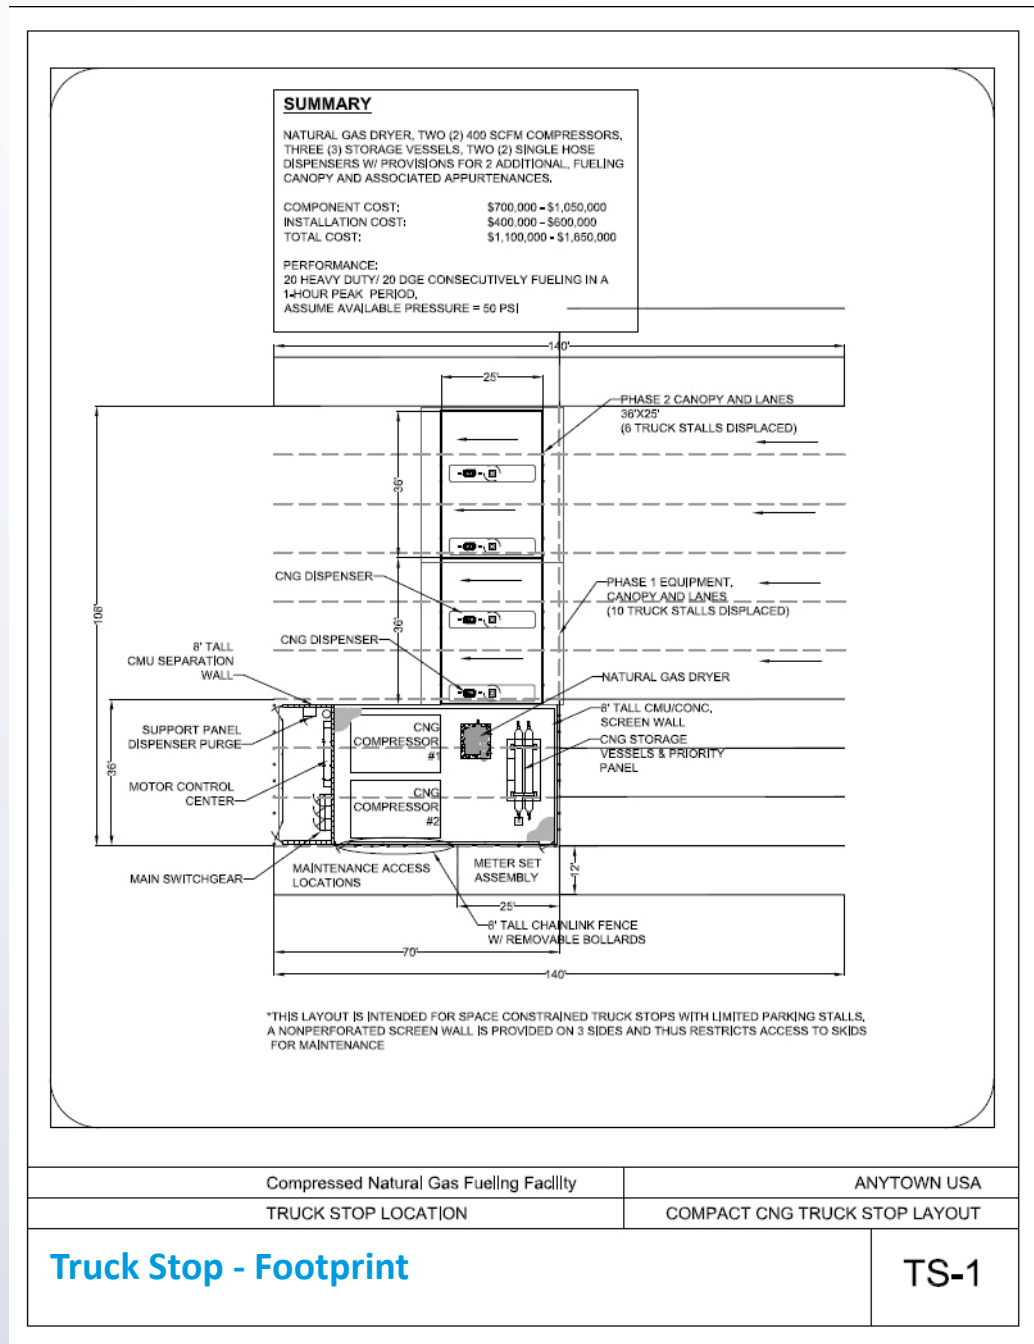 SUMMARY
NATURAL GAS DRYER, TWO (2) 400 SCFM COMPRESSORS,
THREE (3) STORAGE VESSELS, TWO (2) SINGLE HOSE
DISPENSERS W/ PROVISIONS FOR 2 ADDITIONAL, FUELING
CANOPY AND ASSOCIATED APPURTENANCES.
COMPONENT COST: $700,000 - $1,050,000
INSTALLATION COST: $400,000 - $600,000
TOTAL COST: $1,100,000 - $1,650,000
PERFORMANCE:
20 HEAVY DUTY/ 20 DGE CONSECUTIVELY FUELING IN A
1-HOUR PEAK PERIOD.
ASSUME AVAILABLE PRESSURE = 50 PSI
140'
25'
PHASE 2 CANOPY AND LANES
36'X25'
(6 TRUCK STALLS DISPLACED)
36'
CNG DISPENSER
PHASE 1 EQUIPMENT,
CANOPY AND LANES
(10 TRUCK STALLS DISPLACED)
108'
36'
CNG DISPENSER
8' TALL
CMU SEPARATION
WALL
NATURAL GAS DRYER
8' TALL CMU/CONC.
SCREEN WALL
SUPPORT PANEL
DISPENSER PURGE
CNG
COMPRESSOR
#1
CNG STORAGE
VESSELS & PRIORITY
PANEL
36'
MOTOR CONTROL
CENTER
CNG
COMPRESSOR
#2
MAIN SWITCHGEAR
MAINTENANCE ACCESS
LOCATIONS
METER SET
ASSEMBLY
12'
25'
8' TALL CHAINLINK FENCE
W/ REMOVABLE BOLLARDS
70'
140'
*THIS LAYOUT IS INTENDED FOR SPACE CONSTRAINED TRUCK STOPS WITH LIMITED PARKING STALLS.
A NONPERFORATED SCREEN WALL IS PROVIDED ON 3 SIDES AND THUS RESTRICTS ACCESS TO SKIDS
FOR MAINTENANCE
Compressed Natural Gas Fueling Facility
ANYTOWN USA
TRUCK STOP LOCATION
COMPACT CNG TRUCK STOP LAYOUT
Truck Stop - Footprint
TS-1